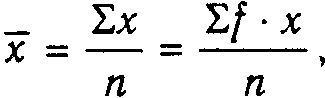 x̄ = Σx / n = Σf · x / n ,